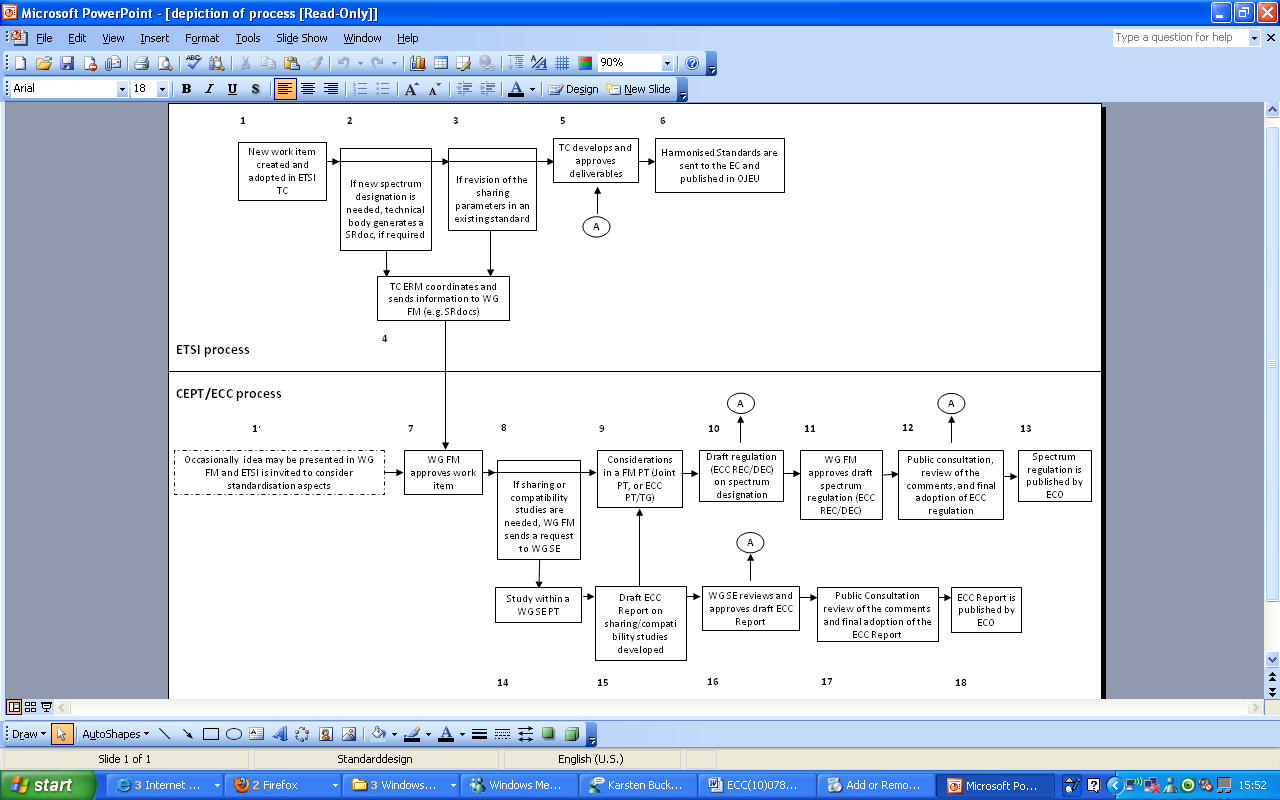 Microsoft PowerPoint - [depiction of process [Read-Only]]
File Edit View Insert Format Tools Slide Show Window Help
Type a question for help
90%
Arial
18
B I U S
A A
A
Design
New Slide
1
2
3
5
6
New work item
created and
adopted in ETSI
TC
If new spectrum
designation is
needed, technical
body generates a
SRdoc, if required
If revision of the
sharing
parameters in an
existing standard
TC develops and
approves
deliverables
Harmonised Standards are
sent to the EC and
published in OJEU
A
TC ERM coordinates and
sends information to WG
FM (e.g. SRdocs)
4
ETSI process
CEPT/ECC process
A
A
1'
7
8
9
10
11
12
13
Occasionally idea may be presented in WG
FM and ETSI is invited to consider
standardisation aspects
WG FM
approves work
item
If sharing or
compatibility
studies are
needed, WG FM
sends a request
to WG SE
Considerations
in a FM PT (Joint
PT, or ECC
PT/TG)
Draft regulation
(ECC REC/DEC)
on spectrum
designation
WG FM
approves draft
spectrum
regulation (ECC
REC/DEC)
Public consultation,
review of the
comments, and final
adoption of ECC
regulation
Spectrum
regulation is
published by
ECO
A
Study within a
WG SE PT
Draft ECC
Report on
sharing/compati
bility studies
developed
WG SE reviews and
approves draft ECC
Report
Public Consultation
review of the comments
and final adoption of the
ECC Report
ECC Report is
published by
ECO
14
15
16
17
18
Draw
AutoShapes
Slide 1 of 1
Standarddesign
English (U.S.)
start
3 Internet ...
2 Firefox
3 Windows...
Windows Me...
Karsten Buck...
ECC(10)078...
Add or Remo...
Microsoft Po...
15:52